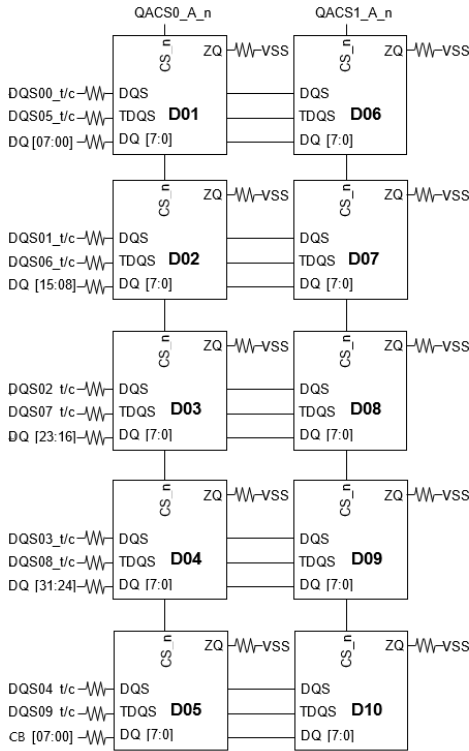 QACS0_A_n QACS1_A_n
CS_n ZQ VSS CS_n ZQ VSS
DQS00_t/c DQS
DQS05_t/c TDQS D01 TDQS D06
DQ [07:00] DQ [7:0] DQ [7:0]
CS_n ZQ VSS CS_n ZQ VSS
DQS01_t/c DQS DQS
DQS06_t/c TDQS D02 TDQS D07
DQ [15:08] DQ [7:0] DQ [7:0]
CS_n ZQ VSS CS_n ZQ VSS
DQS02 t/c DQS DQS
DQS07 t/c TDQS D03 TDQS D08
DQ [23:16] DQ [7:0] DQ [7:0]
CS_n ZQ VSS CS_n ZQ VSS
DQS03_t/c DQS DQS
DQS08_t/c TDQS D04 TDQS D09
DQ [31:24] DQ [7:0] DQ [7:0]
CS_n ZQ VSS CS_n ZQ VSS
DQS04 t/c DQS DQS
DQS09 t/c TDQS D05 TDQS D10
CB [07:00] DQ [7:0] DQ [7:0]